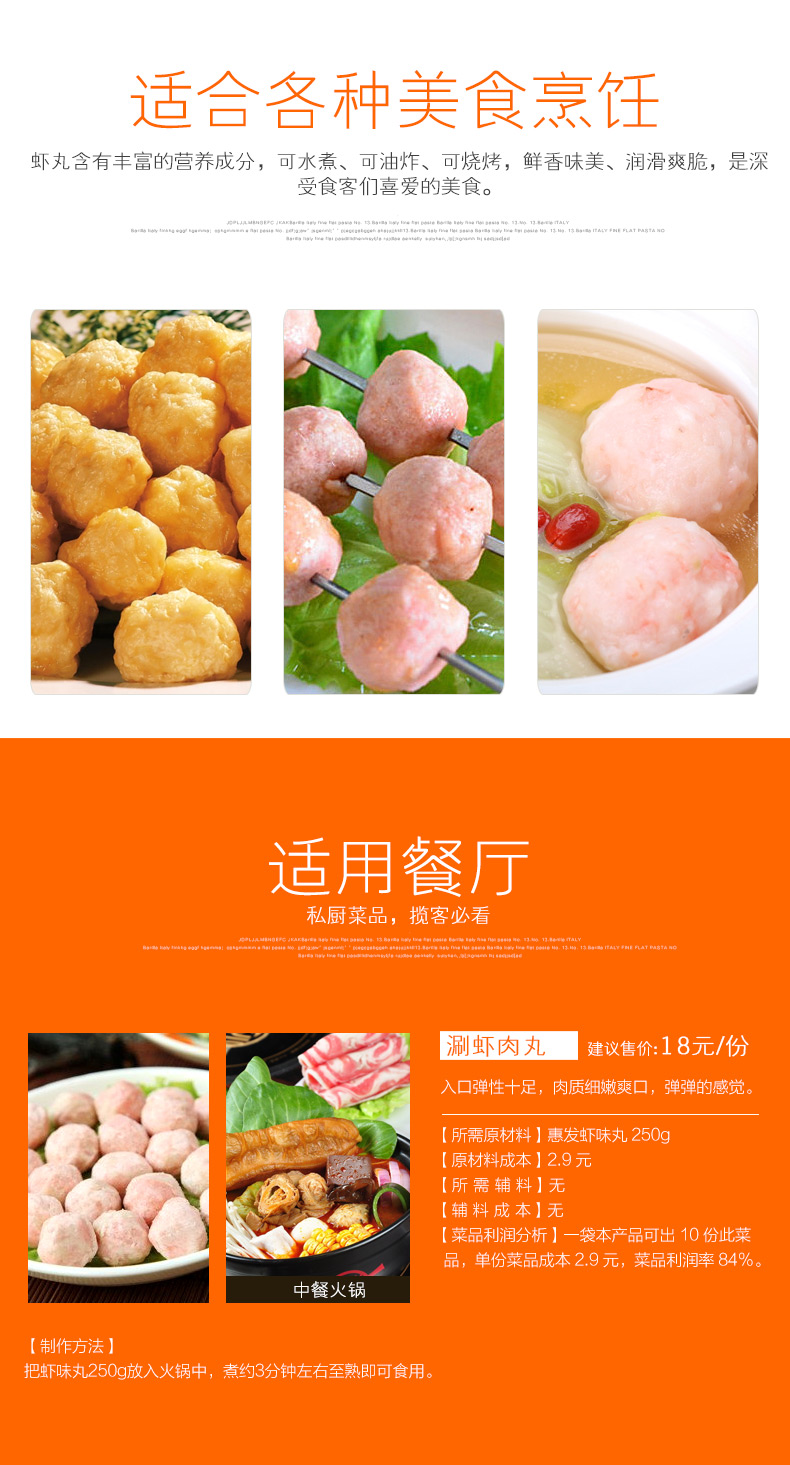 适合各种美食烹饪
虾丸含有丰富的营养成分，可水煮、可油炸、可烧烤，鲜香味美、润滑爽脆，是深
受食客们喜爱的美食。
适用餐厅
私厨菜品，揽客必看
涮虾肉丸
建议售价:18元/份
入口弹性十足，肉质细嫩爽口，弹弹的感觉。
【所需原材料】惠发虾味丸 250g
【原材料成本】2.9 元
【所 需 辅 料】无
【辅 料 成 本】无
【菜品利润分析】一袋本产品可出 10 份此菜
品，单份菜品成本 2.9 元，菜品利润率 84%。
中餐火锅
【制作方法】
把虾味丸250g放入火锅中，煮约3分钟左右至熟即可食用。